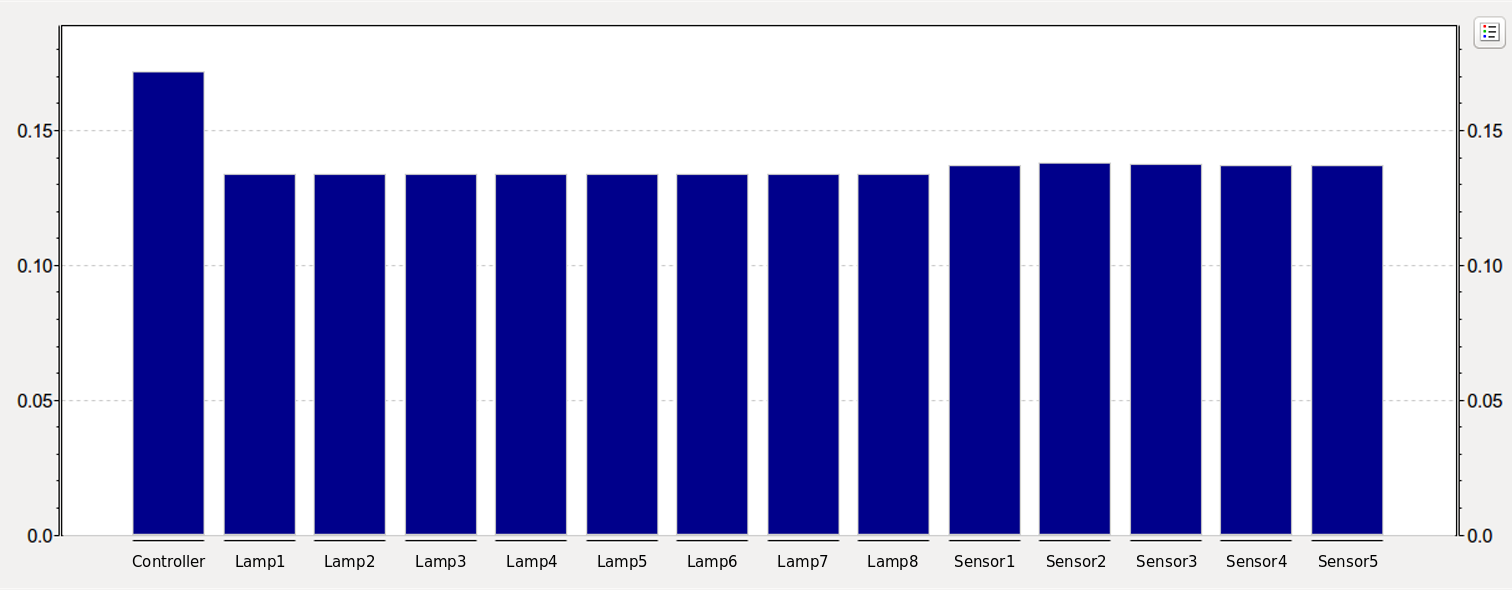 0.15 0.15
0.10 0.10
0.05 0.05
0.0 0.0
Controller Lamp1 Lamp2 Lamp3 Lamp4 Lamp5 Lamp6 Lamp7 Lamp8 Sensor1 Sensor2 Sensor3 Sensor4 Sensor5